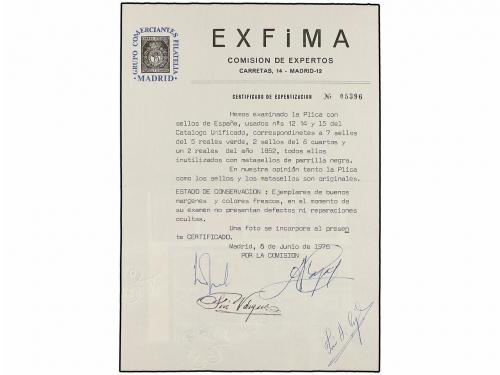 GRUPO COMERCIANTES FILATELIA
·MADRID·
EXFiMA
COMISION DE EXPERTOS
CARRETAS, 14 - MADRID-12
CERTIFICADO DE EXPERTIZACION № 05396
Hemos examinado la Plica con
sellos de España, usados nºs 12 14 y 15 del
Catalogo Unificado, correspondinetes a 7 sellos
del 5 reales verde, 2 sellos del 6 cuartos y
un 2 reales del año 1852, todos ellos
inutilizados con matasellos de parrilla negra.
En nuestra opinión tanto la Plica
como los sellos y los matasellos son originales.
ESTADO DE CONSERVACION : Ejemplares de buenos
margenes y colores frescos, en el momento de
su examen no presentan defectos ni reparaciones
ocultas.
Una foto se incorpora al presen
te CERTIFICADO.
Madrid, 8 de Junio de 1976
POR LA COMISION